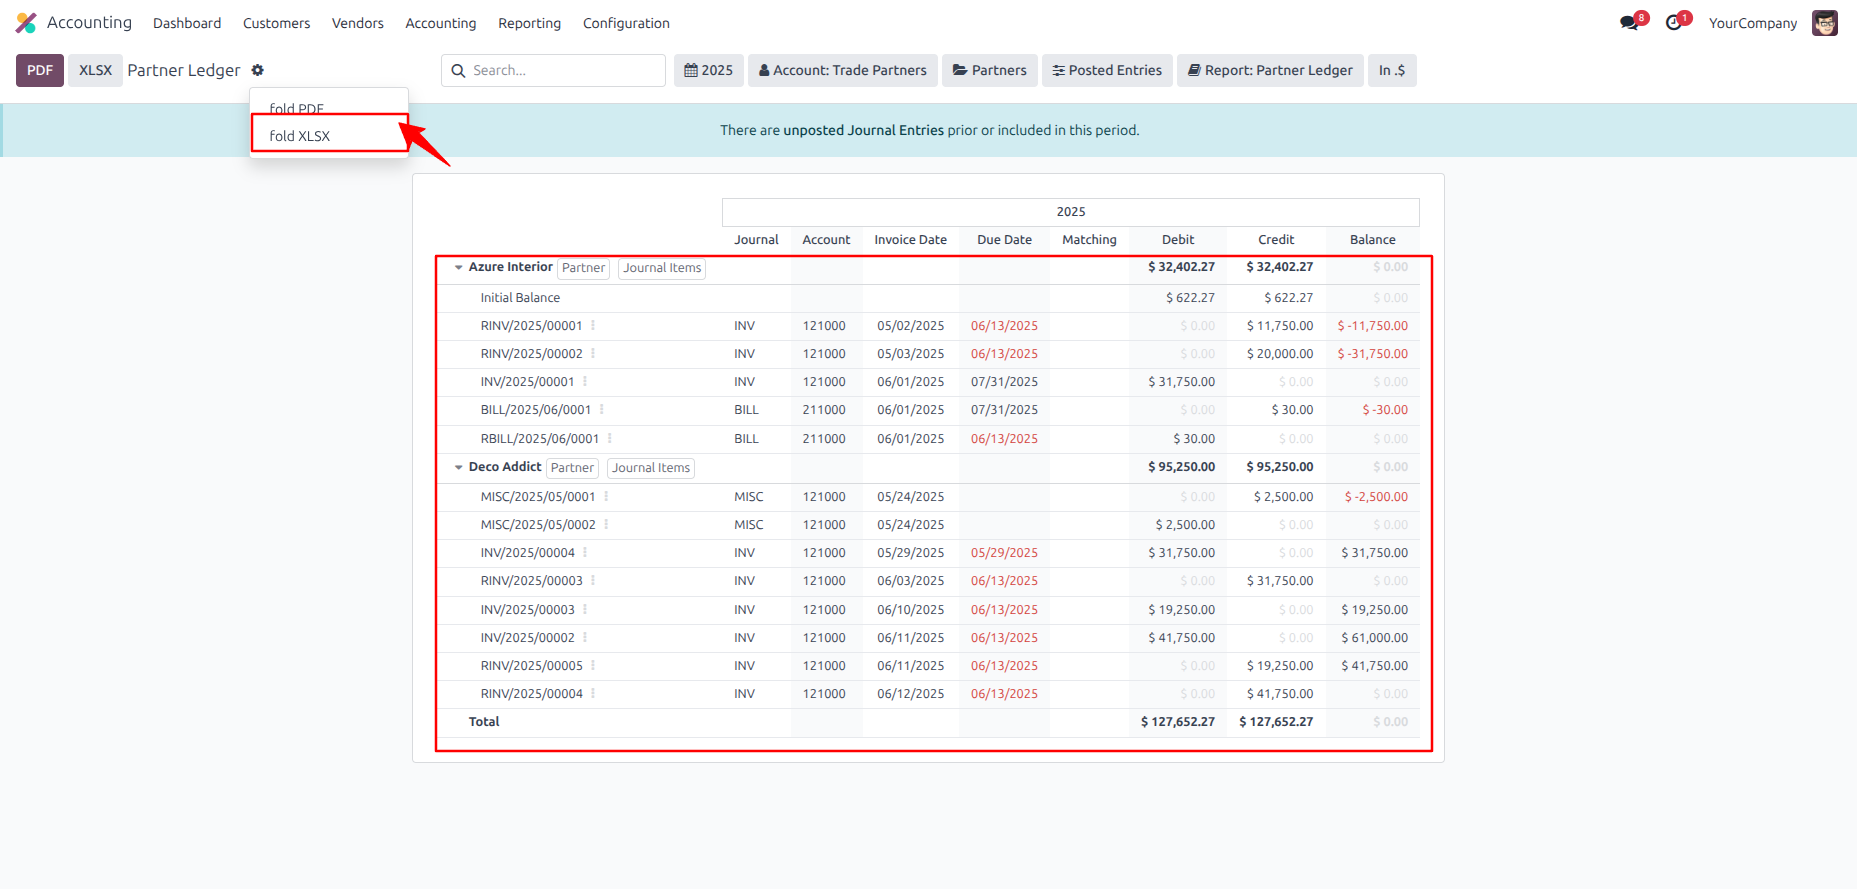 Accounting Dashboard Customers Vendors Accounting Reporting Configuration 8 1 YourCompany
PDF XLSX Partner Ledger Search... 2025 Account: Trade Partners Partners Posted Entries Report: Partner Ledger In .$
fold PDF
fold XLSX
There are unposted Journal Entries prior or included in this period.
2025
Journal Account Invoice Date Due Date Matching Debit Credit Balance
Azure Interior Partner Journal Items $ 32,402.27 $ 32,402.27 $ 0.00
Initial Balance $ 622.27 $ 622.27 $ 0.00
RINV/2025/00001 INV 121000 05/02/2025 06/13/2025 $ 0.00 $ 11,750.00 $ -11,750.00
RINV/2025/00002 INV 121000 05/03/2025 06/13/2025 $ 0.00 $ 20,000.00 $ -31,750.00
INV/2025/00001 INV 121000 06/01/2025 07/31/2025 $ 31,750.00 $ 0.00 $ 0.00
BILL/2025/06/0001 BILL 211000 06/01/2025 07/31/2025 $ 0.00 $ 30.00 $ -30.00
RBILL/2025/06/0001 BILL 211000 06/01/2025 06/13/2025 $ 30.00 $ 0.00 $ 0.00
Deco Addict Partner Journal Items $ 95,250.00 $ 95,250.00 $ 0.00
MISC/2025/05/0001 MISC 121000 05/24/2025 $ 0.00 $ 2,500.00 $ -2,500.00
MISC/2025/05/0002 MISC 121000 05/24/2025 $ 2,500.00 $ 0.00 $ 0.00
INV/2025/00004 INV 121000 05/29/2025 05/29/2025 $ 31,750.00 $ 0.00 $ 31,750.00
RINV/2025/00003 INV 121000 06/03/2025 06/13/2025 $ 0.00 $ 31,750.00 $ 0.00
INV/2025/00003 INV 121000 06/10/2025 06/13/2025 $ 19,250.00 $ 0.00 $ 19,250.00
INV/2025/00002 INV 121000 06/11/2025 06/13/2025 $ 41,750.00 $ 0.00 $ 61,000.00
RINV/2025/00005 INV 121000 06/11/2025 06/13/2025 $ 0.00 $ 19,250.00 $ 41,750.00
RINV/2025/00004 INV 121000 06/12/2025 06/13/2025 $ 0.00 $ 41,750.00 $ 0.00
Total $ 127,652.27 $ 127,652.27 $ 0.00